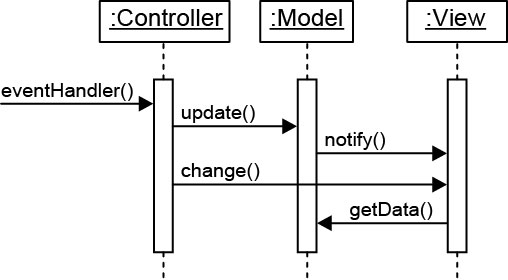 :Controller
:Model
:View
eventHandler()
update()
notify()
change()
getData()